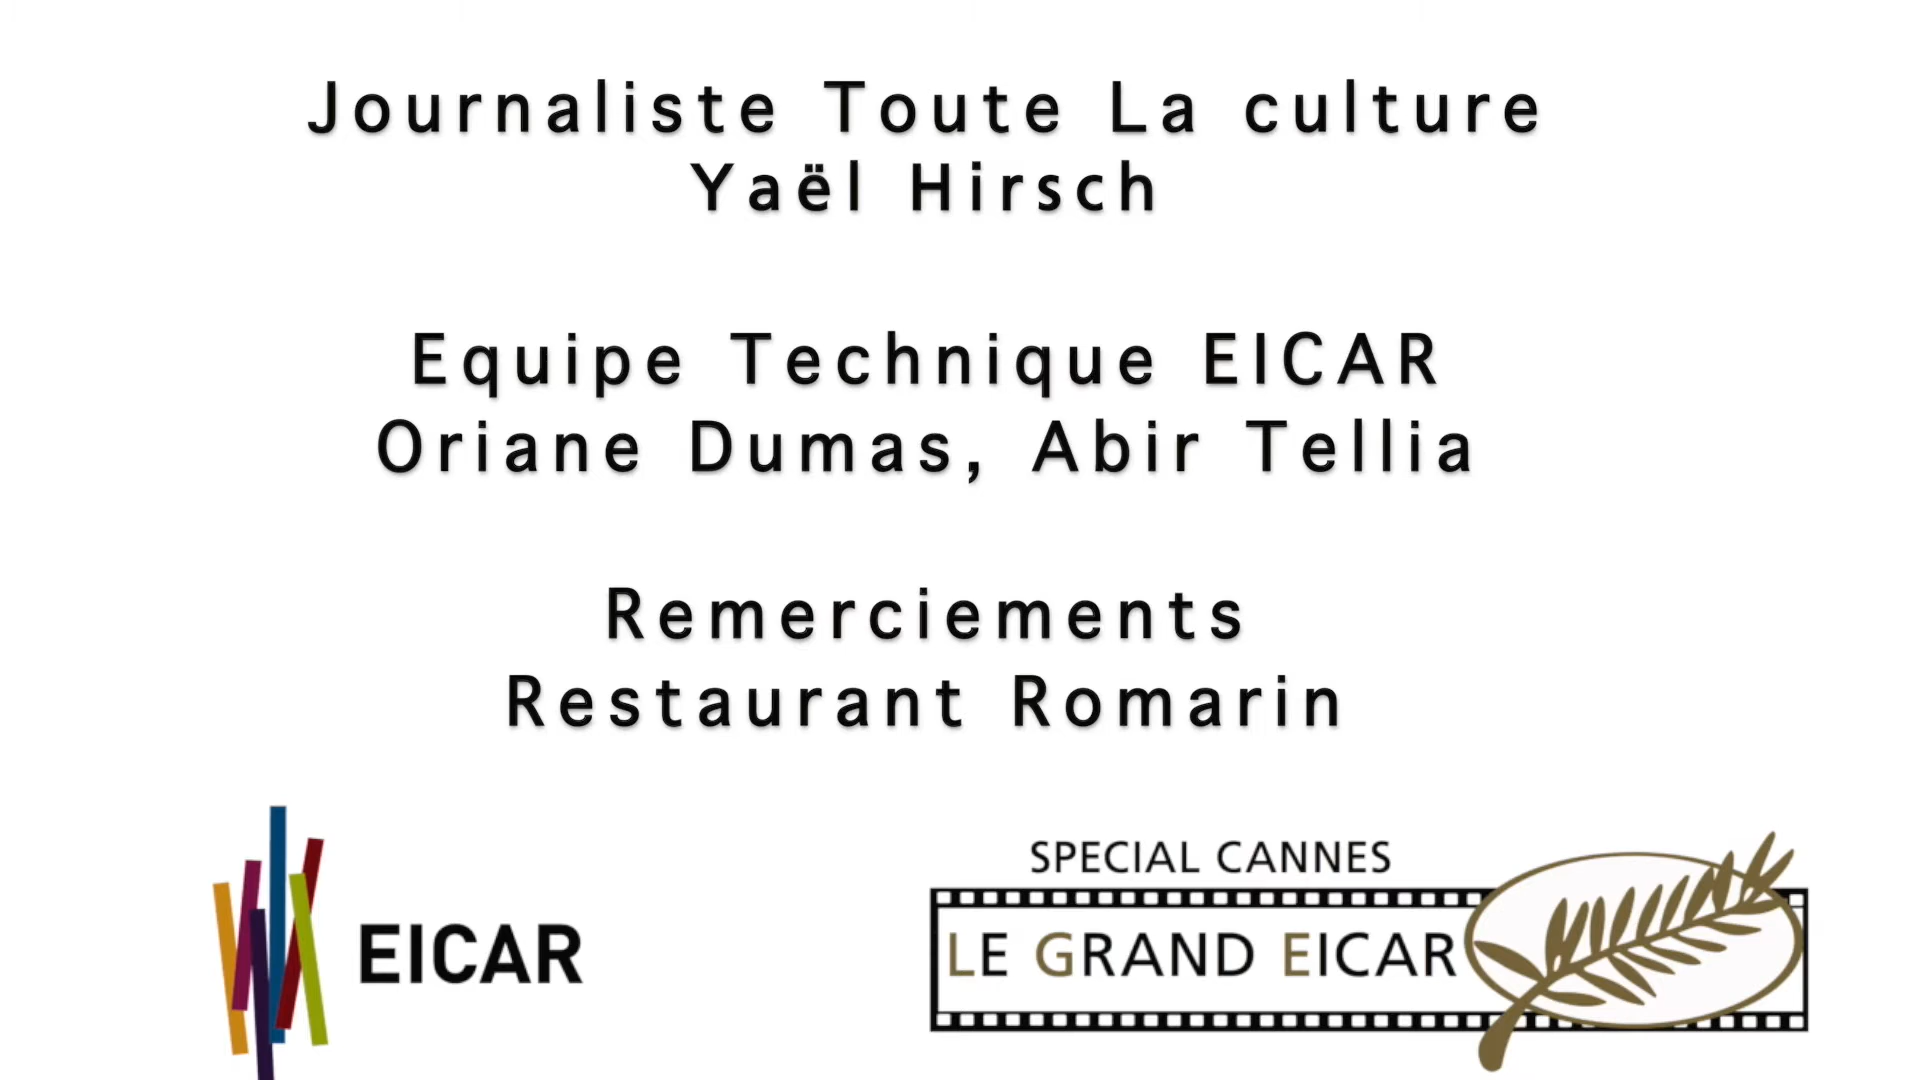 Journaliste Toute La culture
Yaël Hirsch
Equipe Technique EICAR
Oriane Dumas, Abir Tellia
Remerciements
Restaurant Romarin
EICAR
SPECIAL CANNES
LE GRAND EICAR